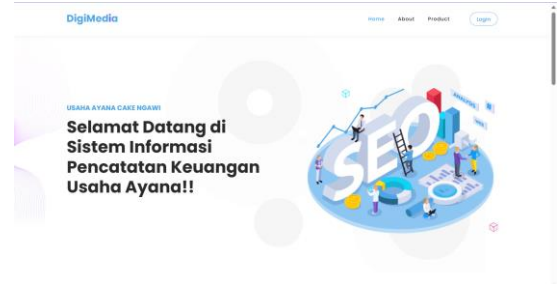 DigiMedia
Home About Product Login
USAHA AYANA CAKE NGAWI
Selamat Datang di
Sistem Informasi
Pencatatan Keuangan
Usaha Ayana!!
SEO
ANALYSIS